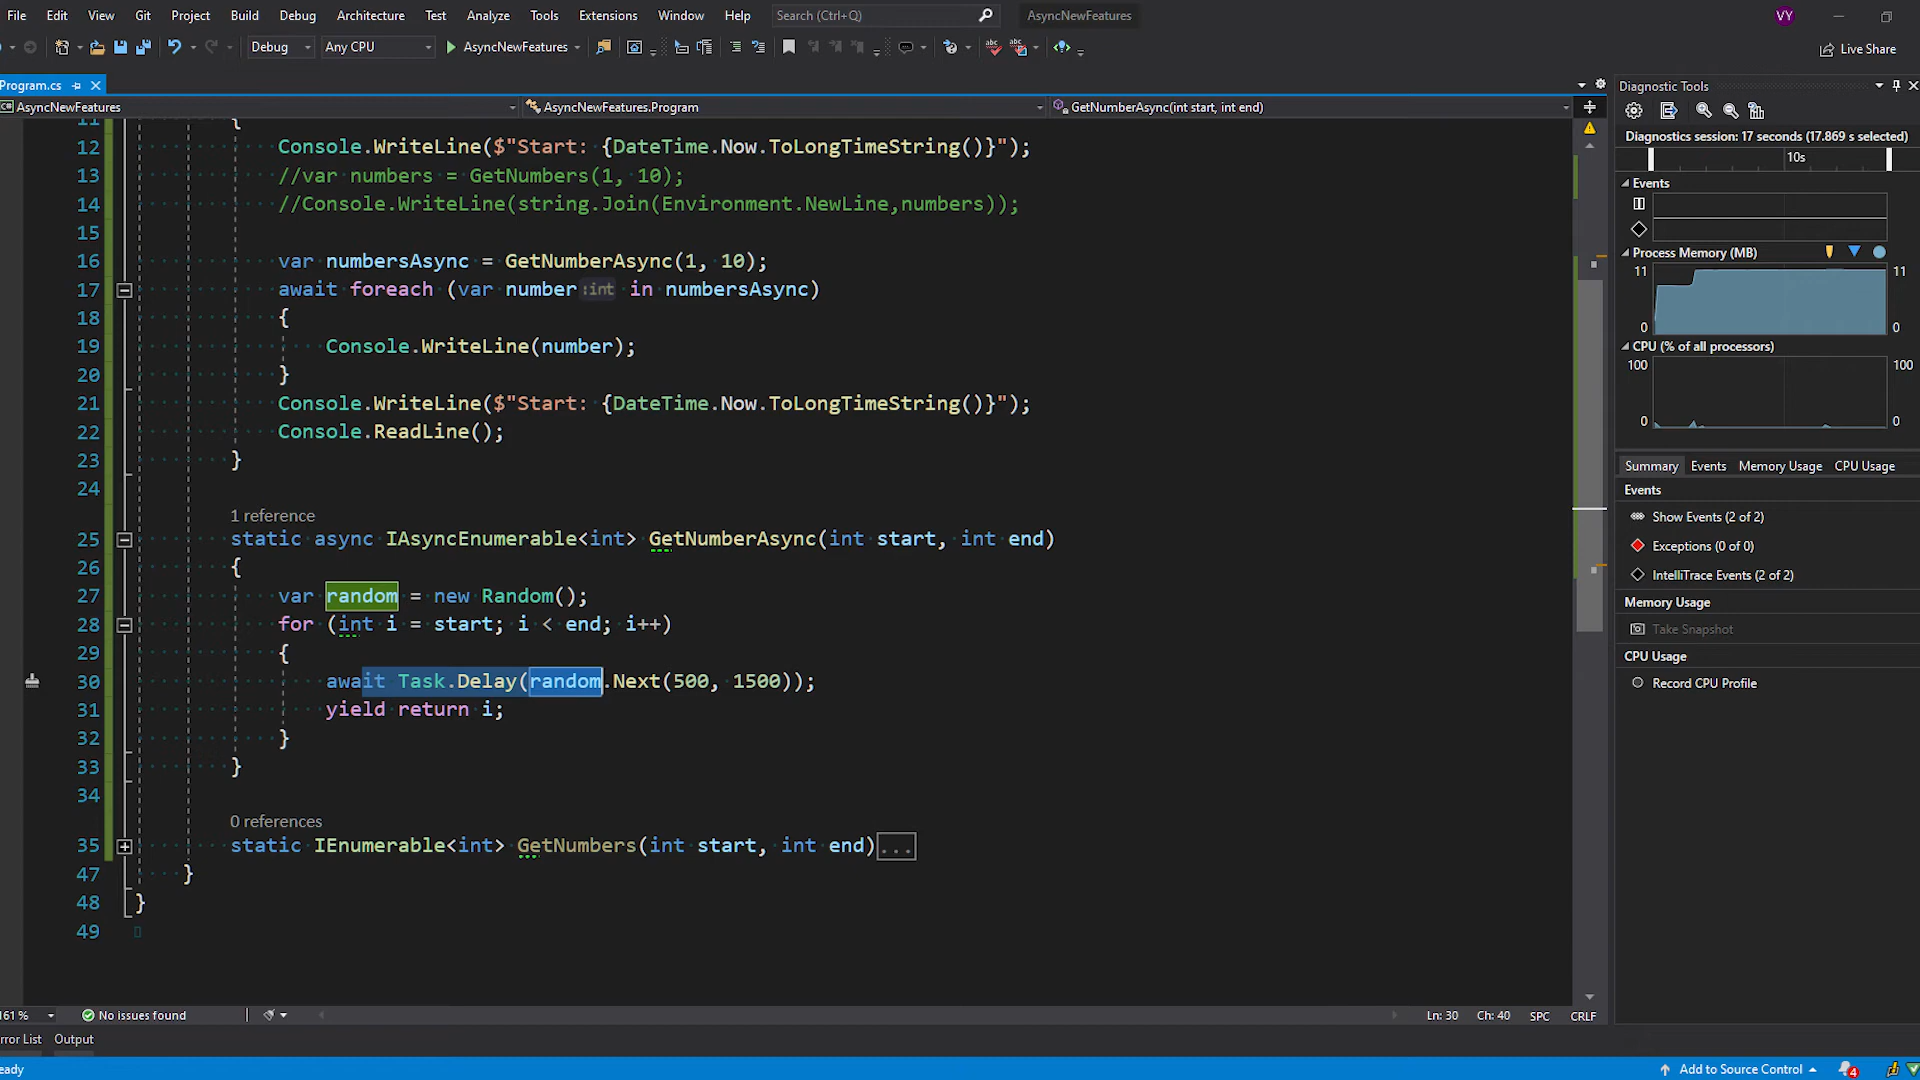 File Edit View Git Project Build Debug Architecture Test Analyze Tools Extensions Window Help Search (Ctrl+Q) AsyncNewFeatures VY
Debug Any CPU AsyncNewFeatures Live Share
Program.cs
AsyncNewFeatures AsyncNewFeatures.Program GetNumberAsync(int start, int end)
11 {
12 Console.WriteLine($"Start: {DateTime.Now.ToLongTimeString()}");
13 //var numbers = GetNumbers(1, 10);
14 //Console.WriteLine(string.Join(Environment.NewLine,numbers));
15
16 var numbersAsync = GetNumberAsync(1, 10);
17 await foreach (var number :int in numbersAsync)
18 {
19 Console.WriteLine(number);
20 }
21 Console.WriteLine($"Start: {DateTime.Now.ToLongTimeString()}");
22 Console.ReadLine();
23 }
24
1 reference
25 static async IAsyncEnumerable<int> GetNumberAsync(int start, int end)
26 {
27 var random = new Random();
28 for (int i = start; i < end; i++)
29 {
30 await Task.Delay(random.Next(500, 1500));
31 yield return i;
32 }
33 }
34
0 references
35 static IEnumerable<int> GetNumbers(int start, int end)...
47 }
48 }
49
161 % No issues found Ln: 30 Ch: 40 SPC CRLF
rror List Output
eady Add to Source Control 4
Diagnostic Tools
Diagnostics session: 17 seconds (17.869 s selected)
10s
Events
Process Memory (MB)
11 11
0 0
CPU (% of all processors)
100 100
0 0
Summary Events Memory Usage CPU Usage
Events
Show Events (2 of 2)
Exceptions (0 of 0)
IntelliTrace Events (2 of 2)
Memory Usage
Take Snapshot
CPU Usage
Record CPU Profile